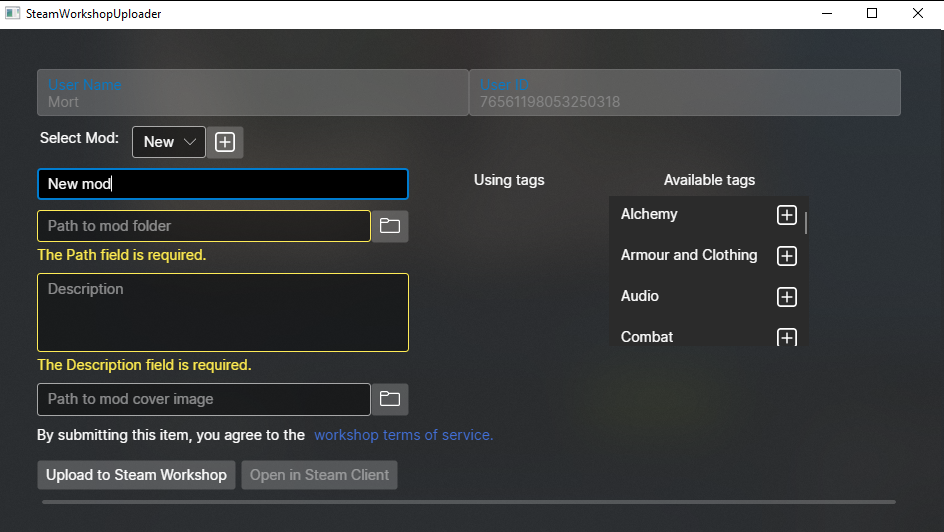 SteamWorkshopUploader
User Name
User ID
Mort
76561198053250318
Select Mod:
New
New mod
Using tags
Available tags
Path to mod folder
Alchemy
The Path field is required.
Armour and Clothing
Description
Audio
Combat
The Description field is required.
Path to mod cover image
By submitting this item, you agree to the workshop terms of service.
Upload to Steam Workshop
Open in Steam Client